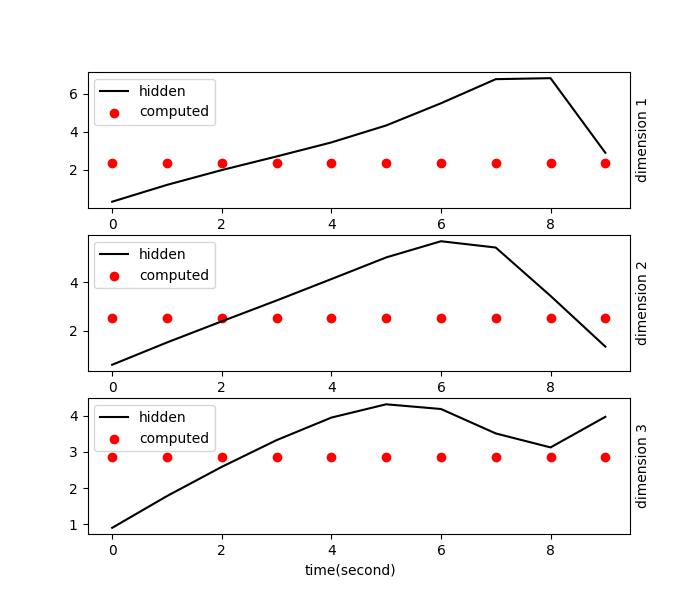 hidden
computed
6
4
2
0 2 4 6 8
dimension 1
hidden
computed
4
2
0 2 4 6 8
dimension 2
hidden
computed
4
3
2
1
0 2 4 6 8
dimension 3
time(second)